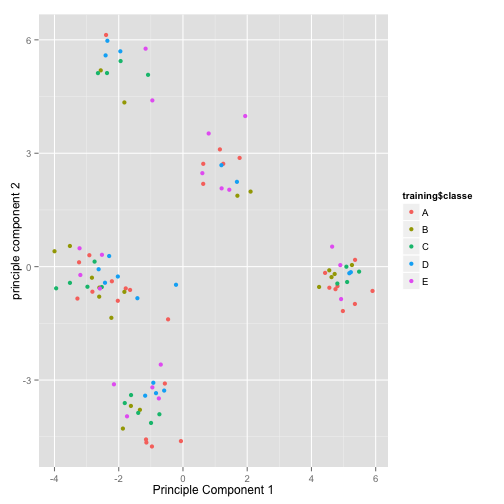 6
3
0
-3
-4
-2
0
2
4
6
Principle Component 1
principle component 2
training$classe
A
B
C
D
E